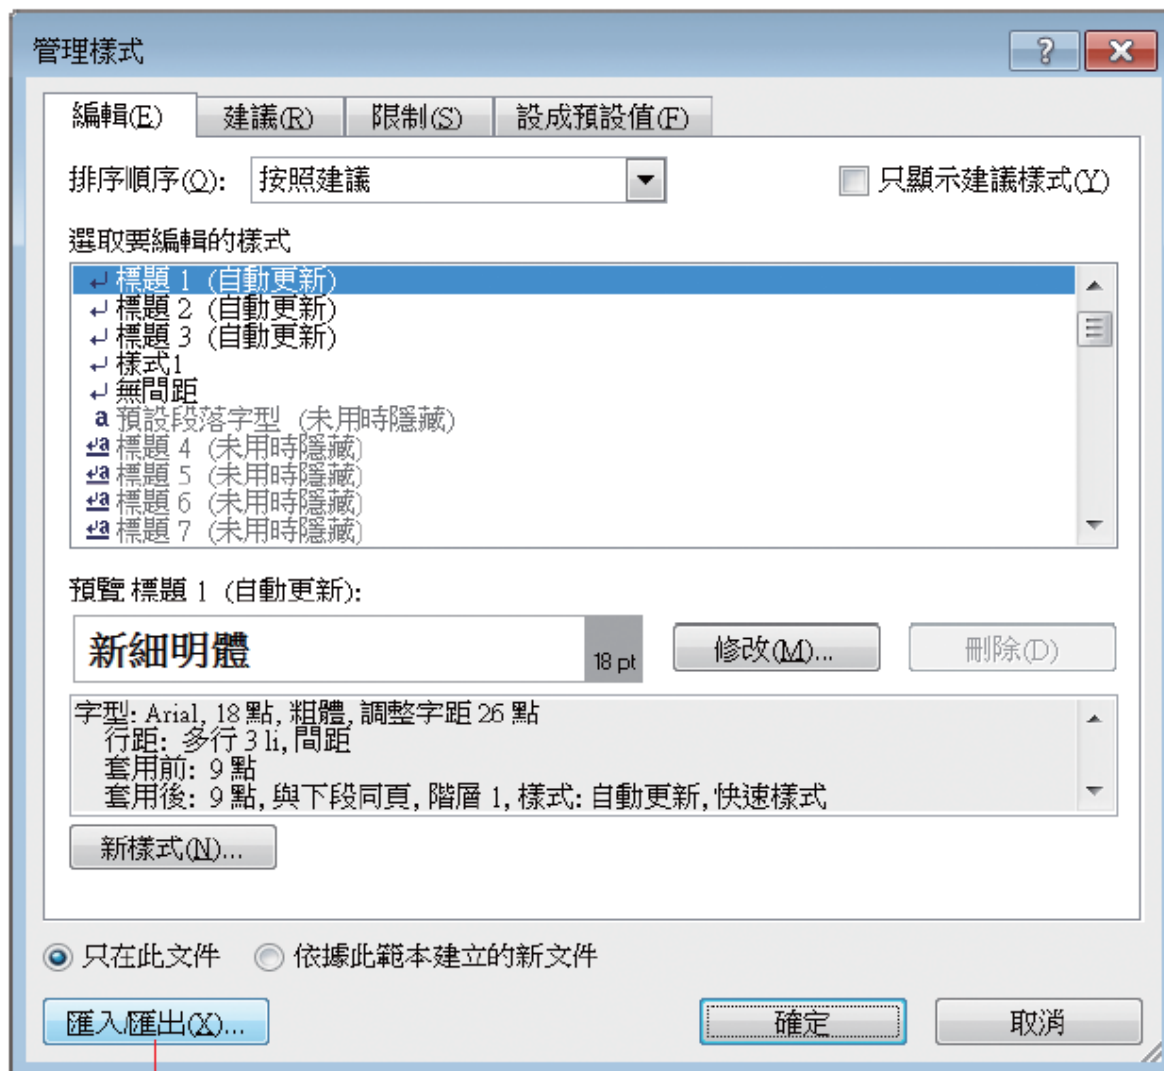 管理樣式
編輯(E) 建議(R) 限制(S) 設成預設值(F)
排序順序(O): 按照建議 只顯示建議樣式(Y)
選取要編輯的樣式
標題 1 (自動更新)
標題 2 (自動更新)
標題 3 (自動更新)
樣式1
無間距
a 預設段落字型 (未用時隱藏)
a 標題 4 (未用時隱藏)
a 標題 5 (未用時隱藏)
a 標題 6 (未用時隱藏)
a 標題 7 (未用時隱藏)
預覽 標題 1 (自動更新):
新細明體 18 pt 修改(M)... 刪除(D)
字型: Arial, 18 點, 粗體, 調整字距 26 點
行距: 多行 3 li, 間距
套用前: 9 點
套用後: 9 點, 與下段同頁, 階層 1, 樣式: 自動更新, 快速樣式
新樣式(N)...
只在此文件 依據此範本建立的新文件
匯入/匯出(X)... 確定 取消